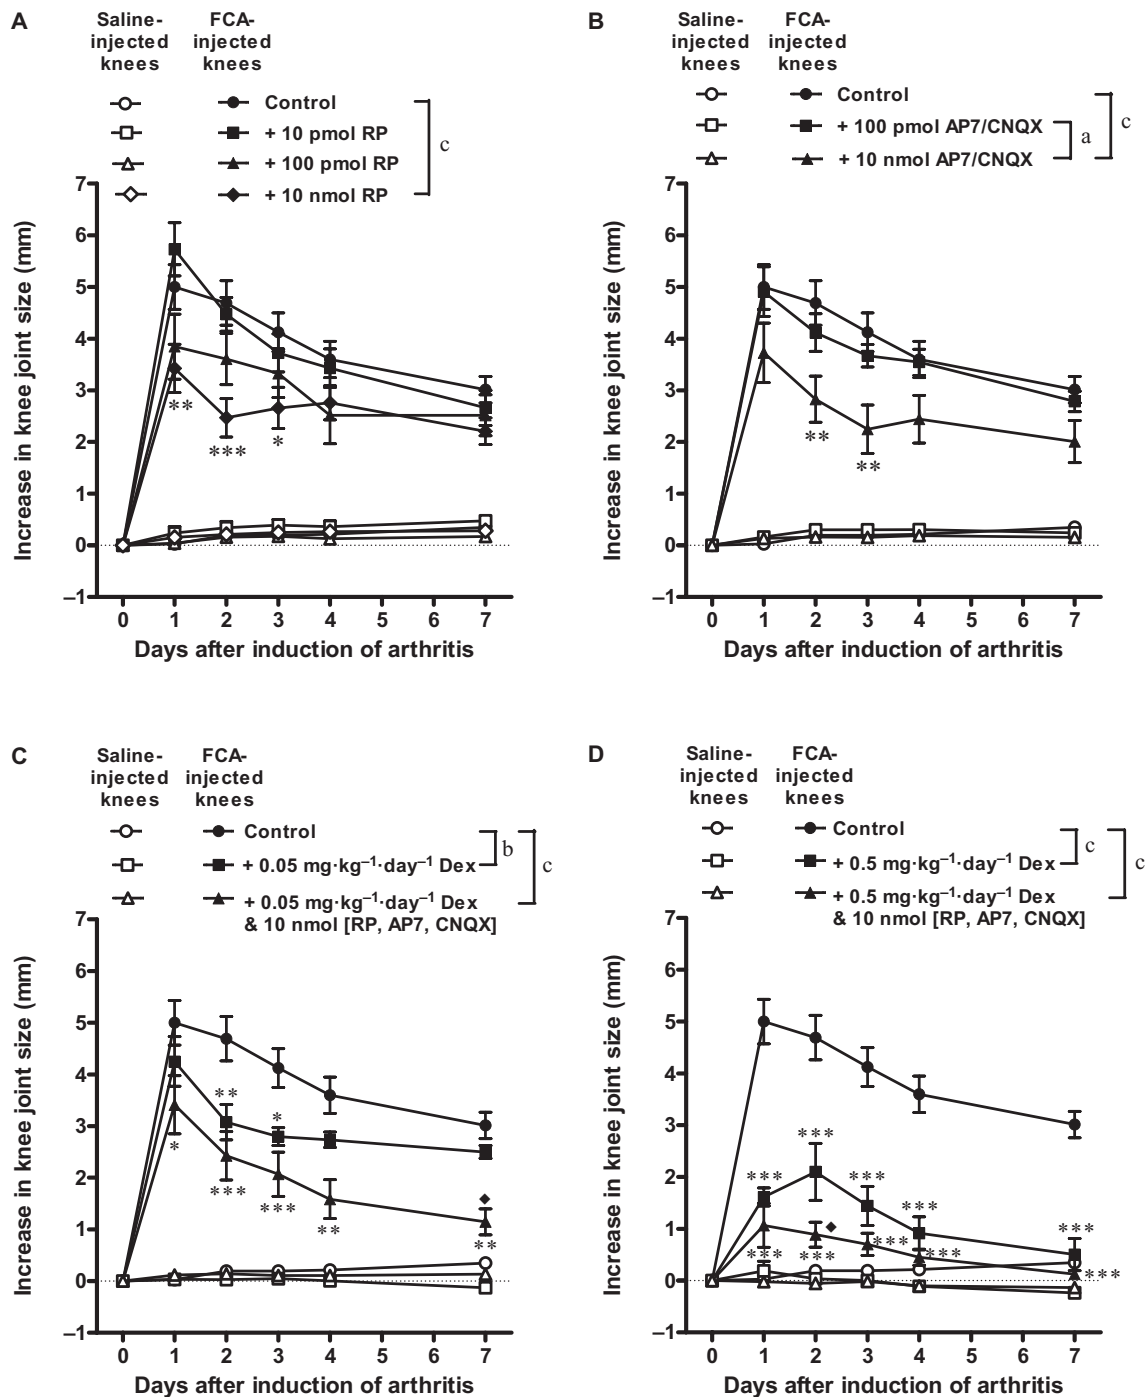 A
Saline-
injected
knees
FCA-
injected
knees
Control
+ 10 pmol RP
+ 100 pmol RP
+ 10 nmol RP
c
Increase in knee joint size (mm)
7
6
5
4
3
2
1
0
–1
**
***
*
0 1 2 3 4 5 6 7
Days after induction of arthritis
B
Saline-
injected
knees
FCA-
injected
knees
Control
+ 100 pmol AP7/CNQX
+ 10 nmol AP7/CNQX
a
c
Increase in knee joint size (mm)
7
6
5
4
3
2
1
0
–1
**
**
0 1 2 3 4 5 6 7
Days after induction of arthritis
C
Saline-
injected
knees
FCA-
injected
knees
Control
+ 0.05 mg·kg⁻¹·day⁻¹ Dex
+ 0.05 mg·kg⁻¹·day⁻¹ Dex
& 10 nmol [RP, AP7, CNQX]
b
c
Increase in knee joint size (mm)
7
6
5
4
3
2
1
0
–1
**
*
*
***
***
**
◆
**
0 1 2 3 4 5 6 7
Days after induction of arthritis
D
Saline-
injected
knees
FCA-
injected
knees
Control
+ 0.5 mg·kg⁻¹·day⁻¹ Dex
+ 0.5 mg·kg⁻¹·day⁻¹ Dex
& 10 nmol [RP, AP7, CNQX]
c
c
Increase in knee joint size (mm)
7
6
5
4
3
2
1
0
–1
***
***
***
***
***
◆
***
***
***
***
***
0 1 2 3 4 5 6 7
Days after induction of arthritis